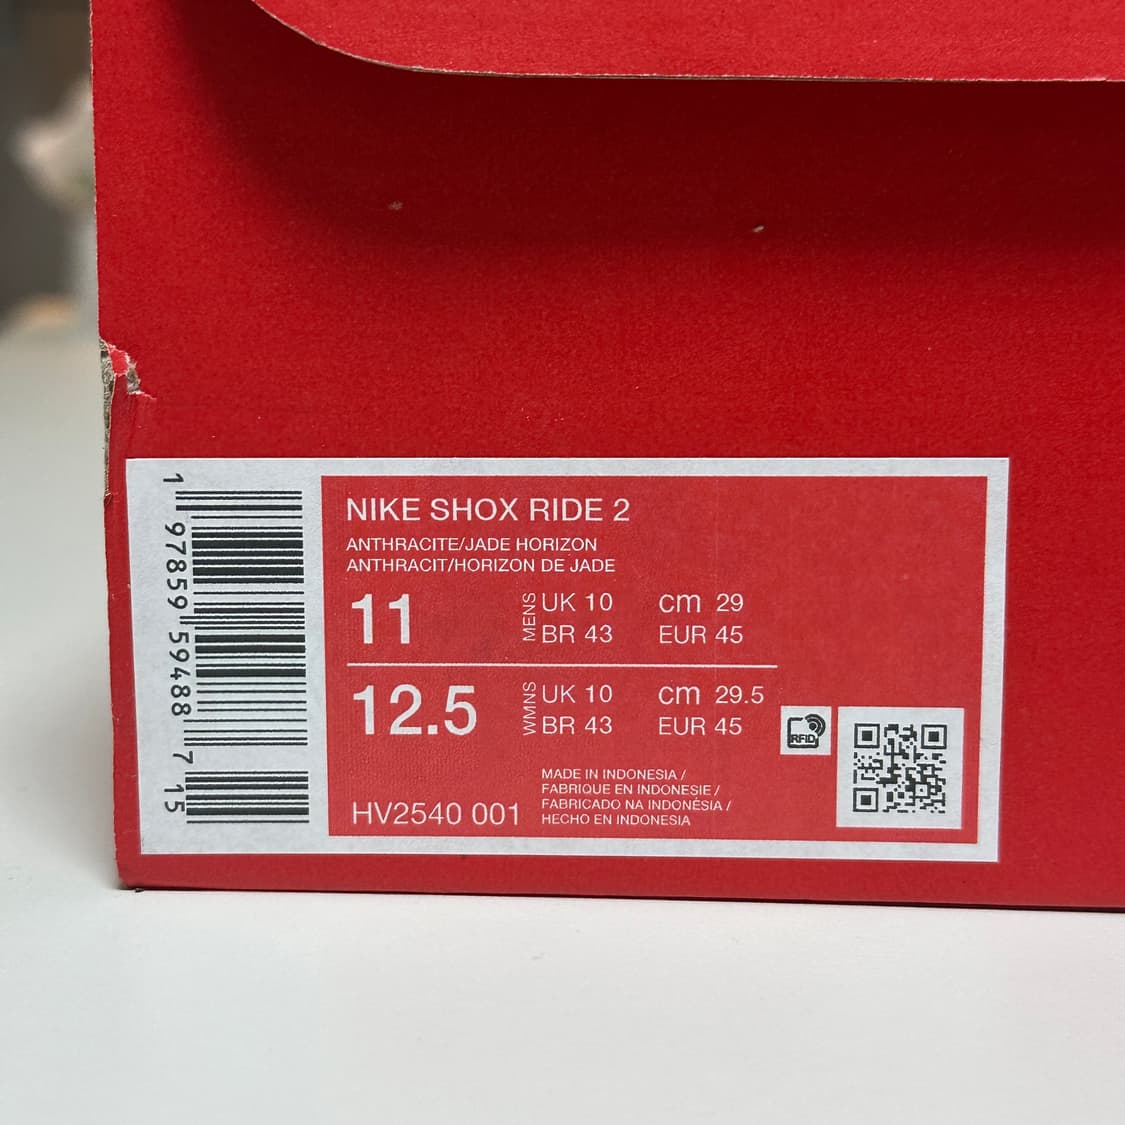 1 97859 59488 7 15
NIKE SHOX RIDE 2
ANTHRACITE/JADE HORIZON
ANTHRACIT/HORIZON DE JADE
11
MENS
UK 10 cm 29
BR 43 EUR 45
12.5
WMNS
UK 10 cm 29.5
BR 43 EUR 45
RFID
MADE IN INDONESIA /
FABRIQUE EN INDONESIE /
FABRICADO NA INDONÉSIA /
HECHO EN INDONESIA
HV2540 001